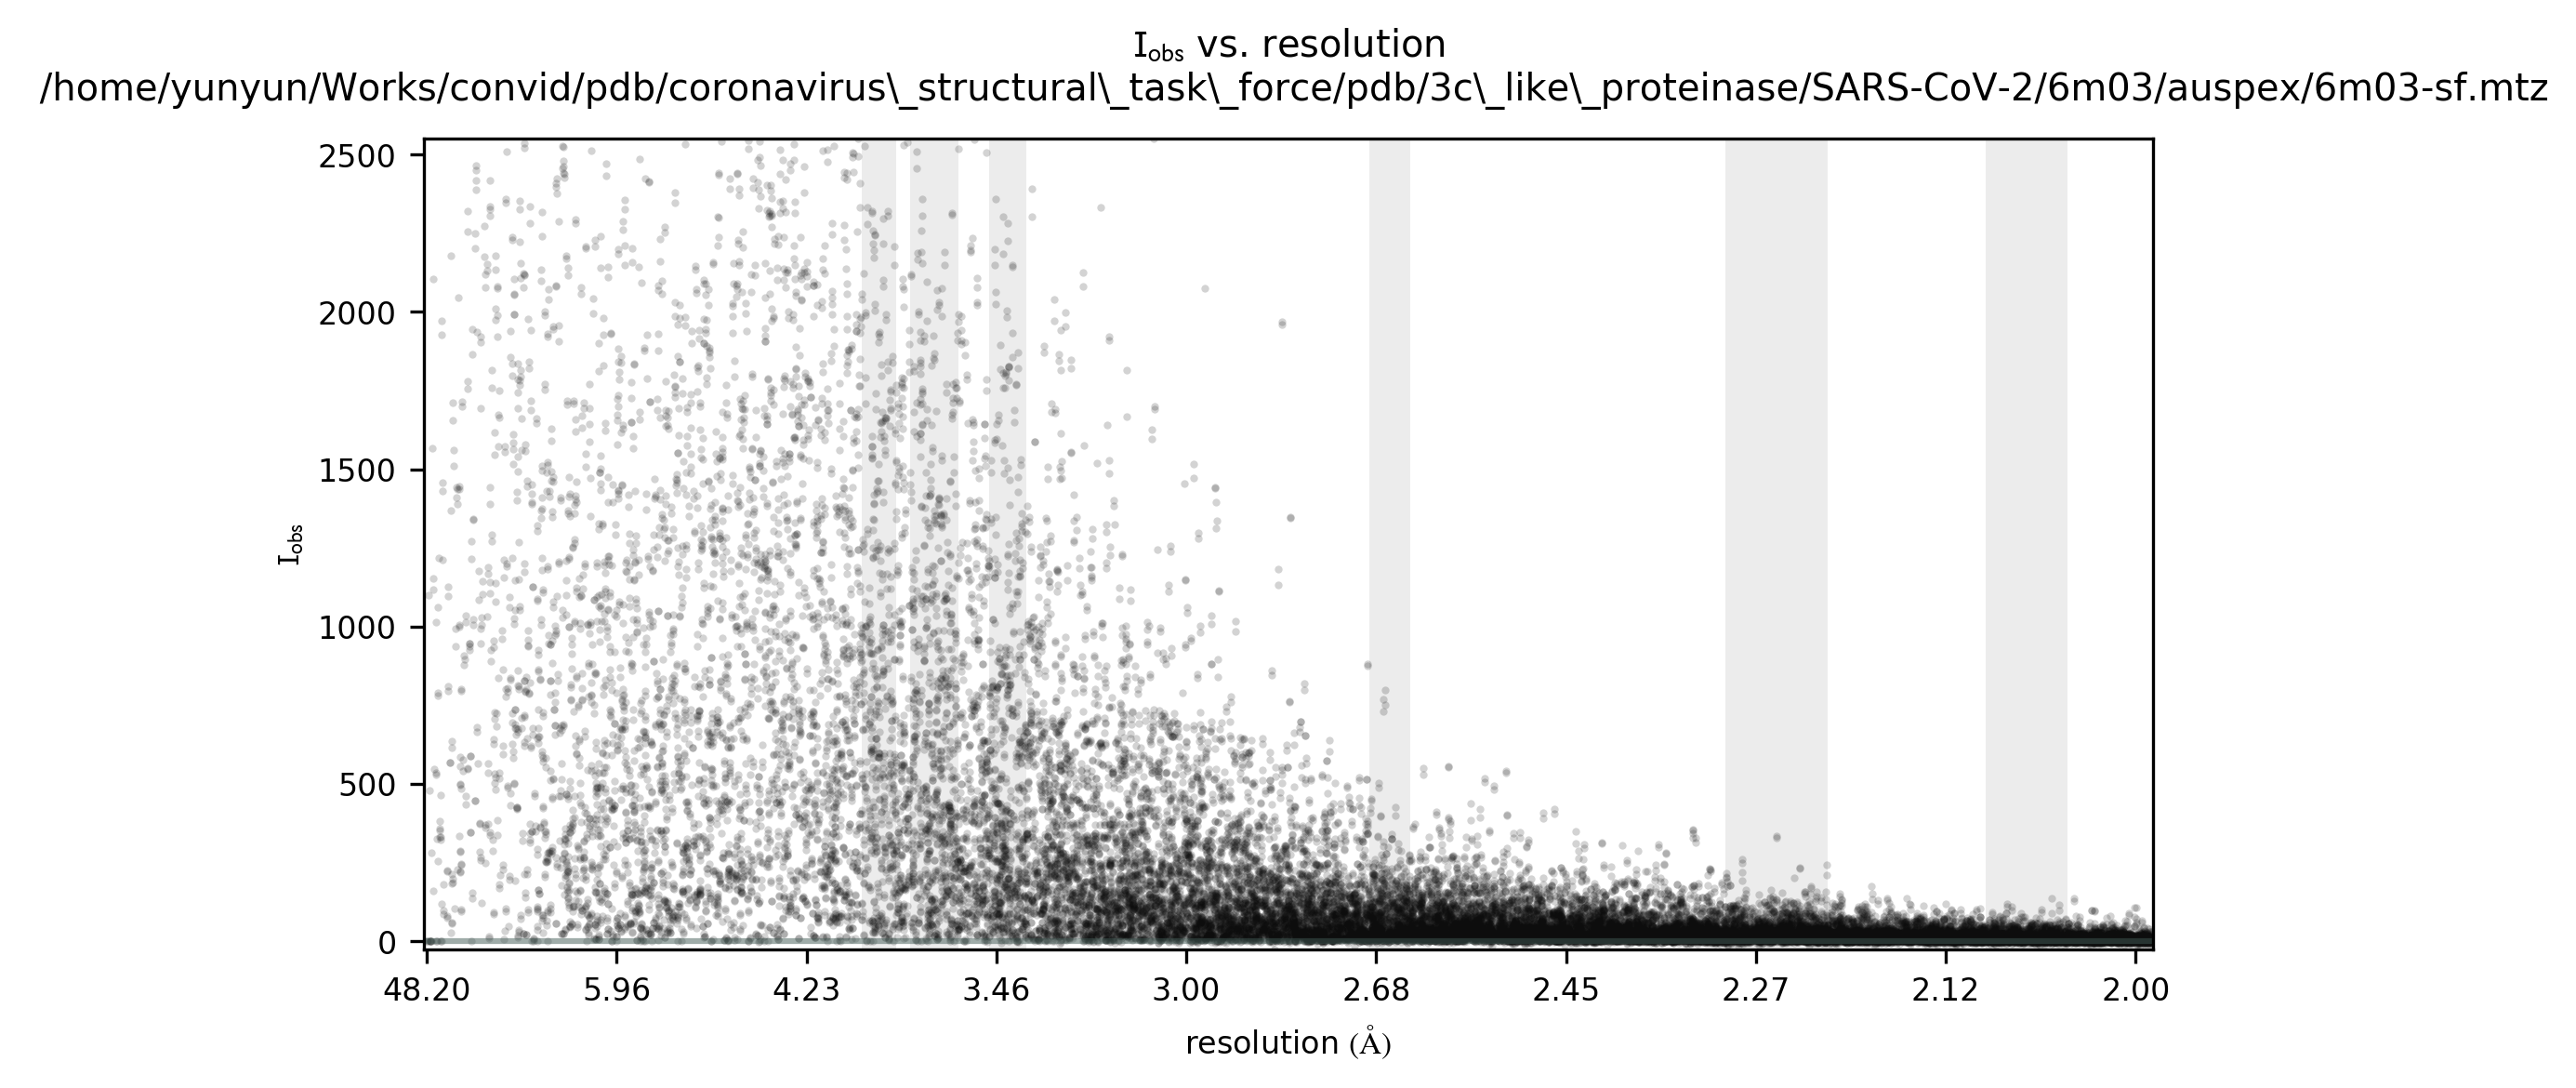 Iobs vs. resolution
/home/yunyun/Works/convid/pdb/coronavirus\_structural\_task\_force/pdb/3c\_like\_proteinase/SARS-CoV-2/6m03/auspex/6m03-sf.mtz
2500
2000
1500
1000
500
0
Iobs
48.20 5.96 4.23 3.46 3.00 2.68 2.45 2.27 2.12 2.00
resolution (Å)